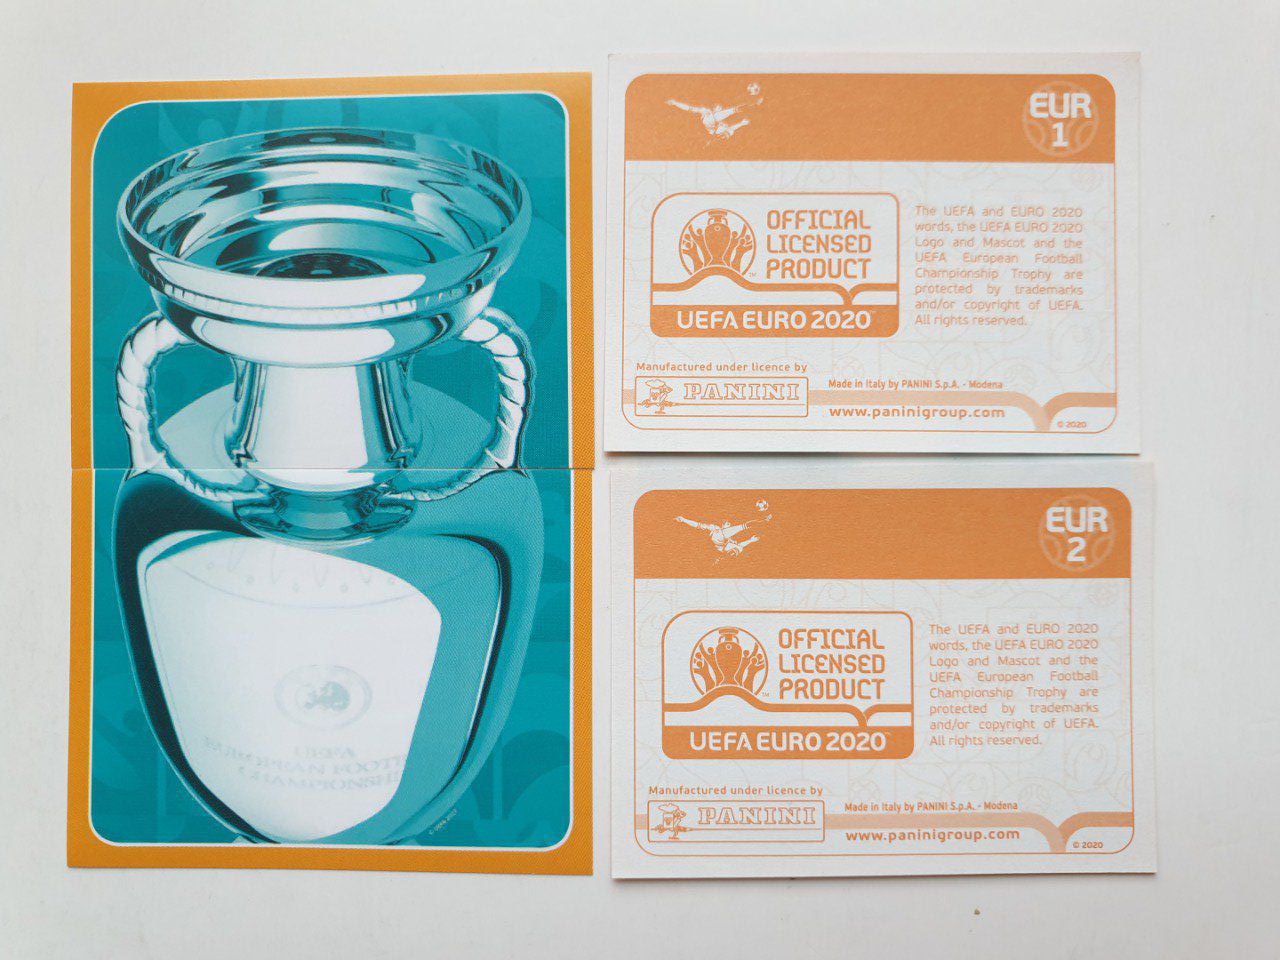 UEFA
EUROPEAN FOOTB
CHAMPIONSHIP
© UEFA
EUR
1
OFFICIAL
LICENSED
PRODUCT
TM
UEFA EURO 2020
The UEFA and EURO 2020
words, the UEFA EURO 2020
Logo and Mascot and the
UEFA European Football
Championship Trophy are
protected by trademarks
and/or copyright of UEFA.
All rights reserved.
Manufactured under licence by
PANINI
Made in Italy by PANINI S.p.A. - Modena
www.paninigroup.com
© 2020
EUR
2
OFFICIAL
LICENSED
PRODUCT
TM
UEFA EURO 2020
The UEFA and EURO 2020
words, the UEFA EURO 2020
Logo and Mascot and the
UEFA European Football
Championship Trophy are
protected by trademarks
and/or copyright of UEFA.
All rights reserved.
Manufactured under licence by
PANINI
Made in Italy by PANINI S.p.A. - Modena
www.paninigroup.com
© 2020